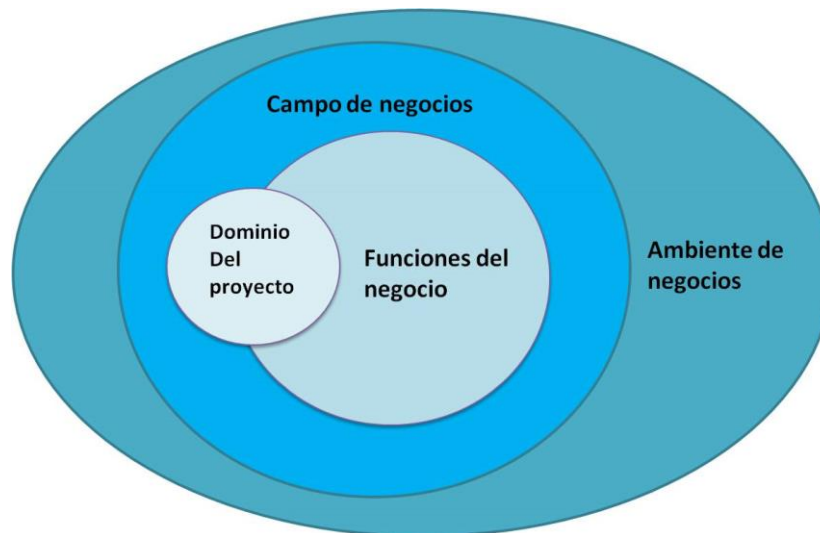 Campo de negocios
Dominio
Del
proyecto
Funciones del
negocio
Ambiente de
negocios